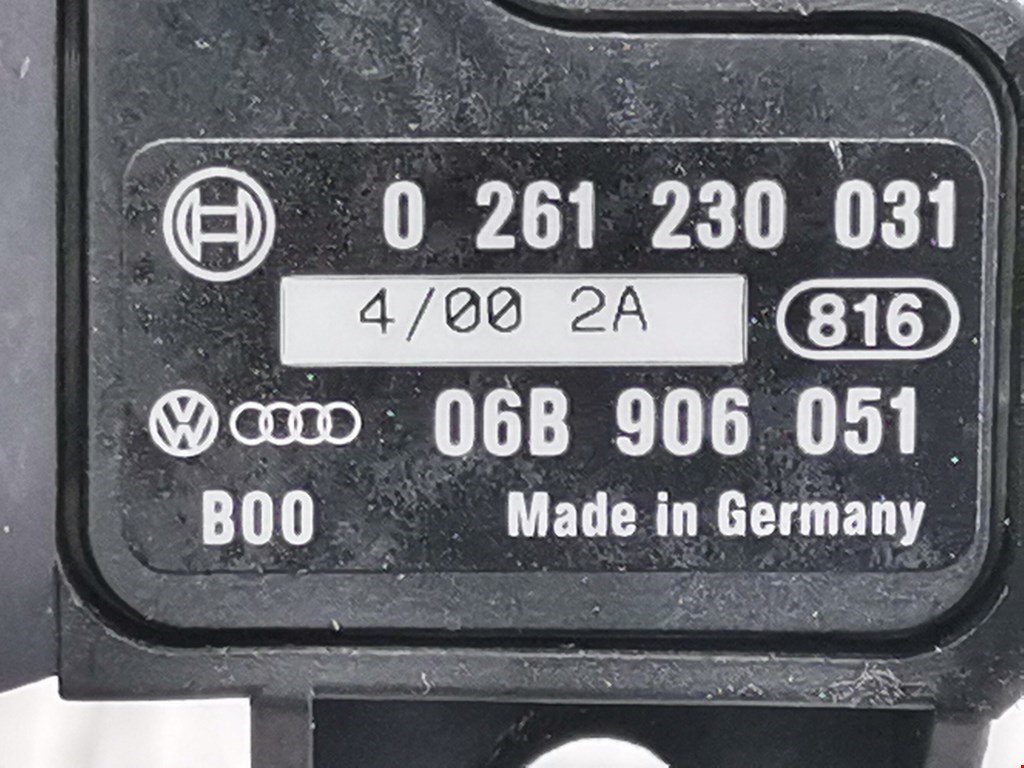 0 261 230 031
4/00 2A 816
06B 906 051
B00 Made in Germany